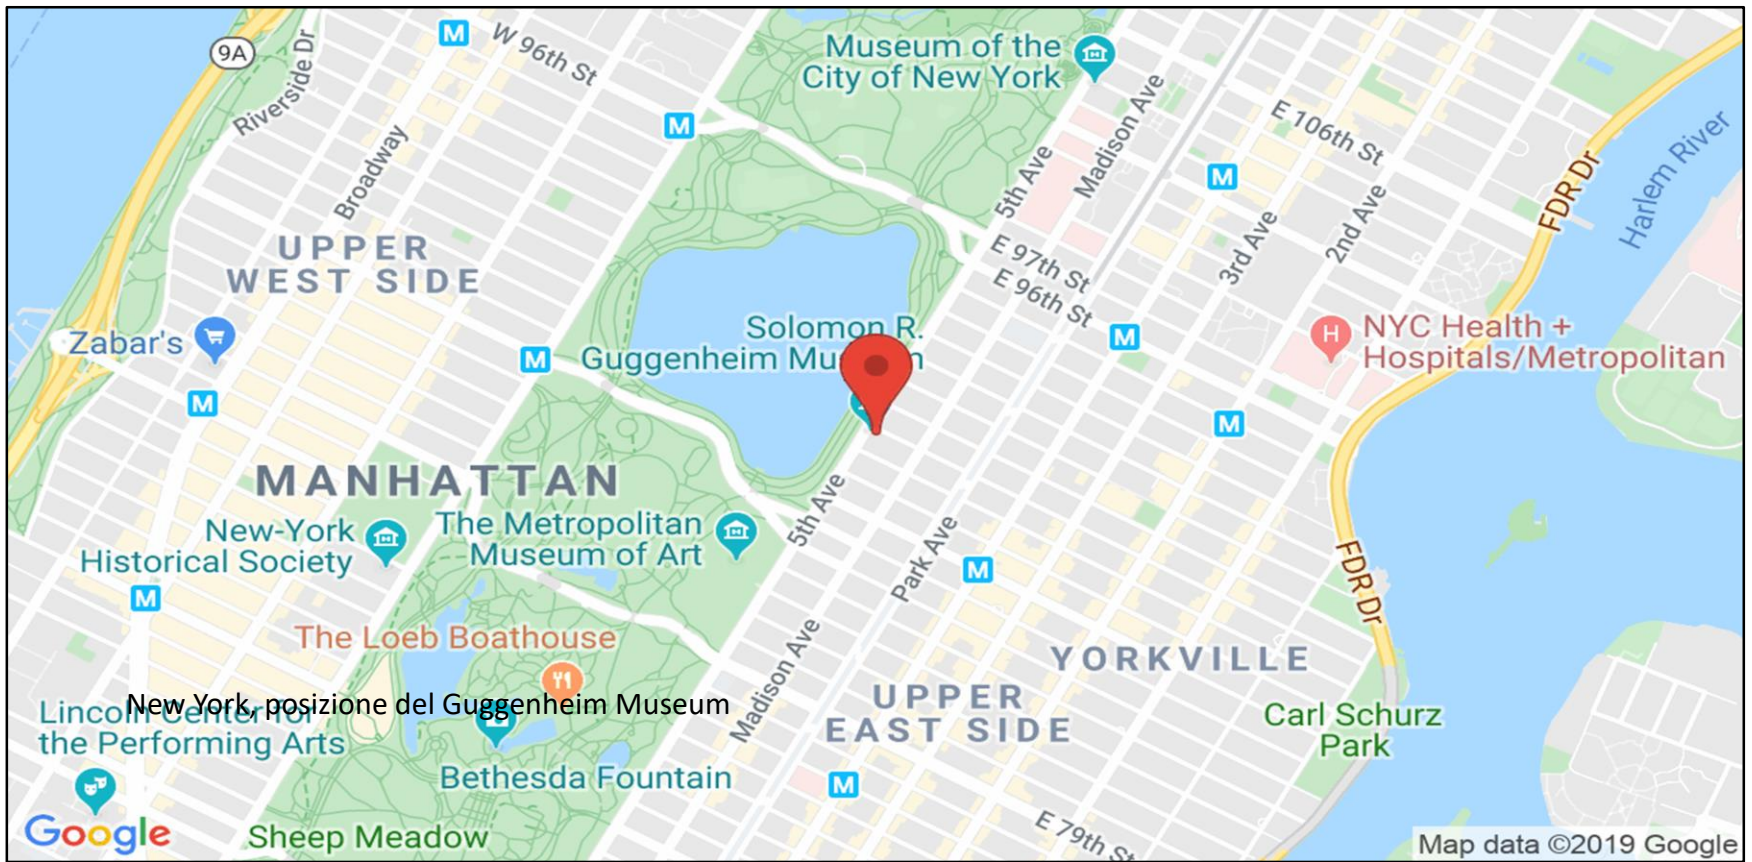 9A
Riverside Dr
M
W 96th St
Museum of the
City of New York
Madison Ave
E 106th St
Harlem River
FDR Dr
Broadway
M
5th Ave
M
2nd Ave
3rd Ave
UPPER
WEST SIDE
E 97th St
E 96th St
Zabar's
M
Solomon R.
Guggenheim
M
H
NYC Health +
Hospitals/Metropolitan
M
M
MANHATTAN
New-York
Historical Society
The Metropolitan
Museum of Art
5th Ave
Park Ave
M
FDR Dr
M
The Loeb Boathouse
Madison Ave
YORKVILLE
New York, posizione del Guggenheim Museum
Lincoln Center for
the Performing Arts
UPPER
EAST SIDE
Carl Schurz
Park
Bethesda Fountain
M
Google
Sheep Meadow
E 79th St
Map data ©2019 Google